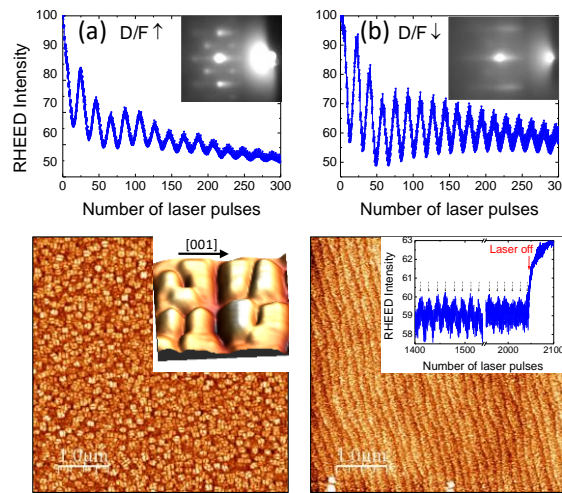 (a) D/F↑
(b) D/F↓
RHEED Intensity
100
90
80
70
60
50
0 50 100 150 200 250 300
Number of laser pulses
100
90
80
70
60
50
0 50 100 150 200 250 300
Number of laser pulses
[001]
1.0μm
RHEED Intensity
63
62
61
60
59
58
Laser off
1400 1500 2000 2100
Number of laser pulses
1.0μm